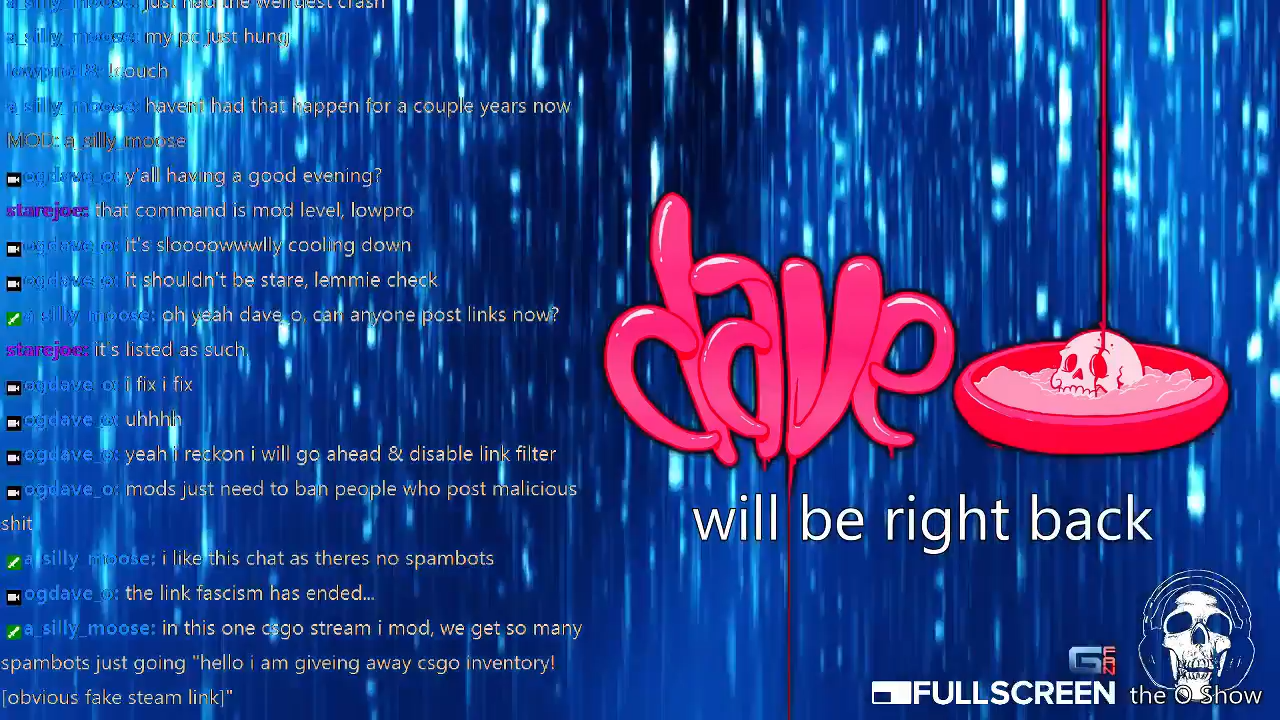 a_silly_moose: just had the weirdest crash
a_silly_moose: my pc just hung
lowpro18: !couch
a_silly_moose: havent had that happen for a couple years now
MOD: a_silly_moose
ogdave_o: y'all having a good evening?
starejoe: that command is mod level, lowpro
ogdave_o: it's sloooowwwlly cooling down
ogdave_o: it shouldn't be stare, lemmie check
a_silly_moose: oh yeah dave_o, can anyone post links now?
starejoe: it's listed as such,
ogdave_o: i fix i fix
ogdave_o: uhhhh
ogdave_o: yeah i reckon i will go ahead & disable link filter
ogdave_o: mods just need to ban people who post malicious
shit
a_silly_moose: i like this chat as theres no spambots
ogdave_o: the link fascism has ended...
a_silly_moose: in this one csgo stream i mod, we get so many
spambots just going "hello i am giveing away csgo inventory!
[obvious fake steam link]"
dave
will be right back
FULLSCREEN
the O Show